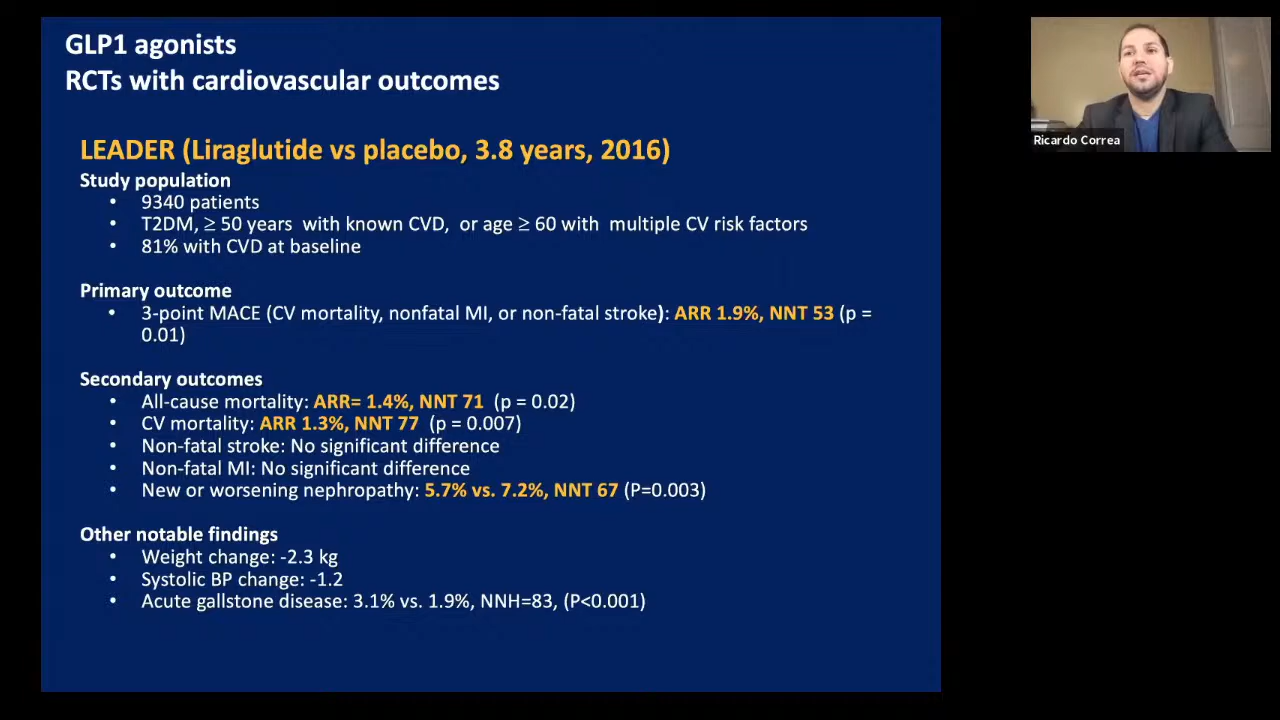 GLP1 agonists
RCTs with cardiovascular outcomes
LEADER (Liraglutide vs placebo, 3.8 years, 2016)
Study population
• 9340 patients
• T2DM, ≥ 50 years with known CVD, or age ≥ 60 with multiple CV risk factors
• 81% with CVD at baseline
Primary outcome
• 3-point MACE (CV mortality, nonfatal MI, or non-fatal stroke): ARR 1.9%, NNT 53 (p =
0.01)
Secondary outcomes
• All-cause mortality: ARR= 1.4%, NNT 71 (p = 0.02)
• CV mortality: ARR 1.3%, NNT 77 (p = 0.007)
• Non-fatal stroke: No significant difference
• Non-fatal MI: No significant difference
• New or worsening nephropathy: 5.7% vs. 7.2%, NNT 67 (P=0.003)
Other notable findings
• Weight change: -2.3 kg
• Systolic BP change: -1.2
• Acute gallstone disease: 3.1% vs. 1.9%, NNH=83, (P<0.001)
Ricardo Correa